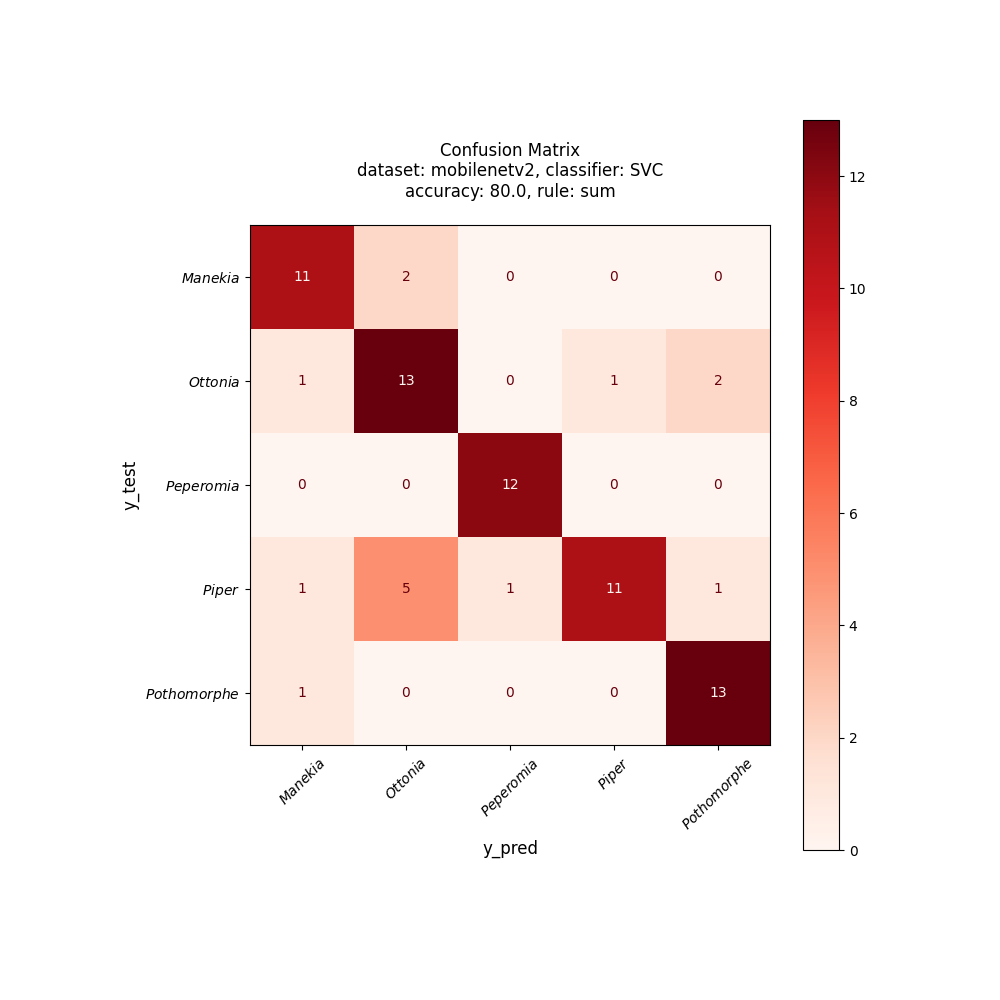 Confusion Matrix
dataset: mobilenetv2, classifier: SVC
accuracy: 80.0, rule: sum
y_test
Manekia 11 2 0 0 0
Ottonia 1 13 0 1 2
Peperomia 0 0 12 0 0
Piper 1 5 1 11 1
Pothomorphe 1 0 0 0 13
Manekia Ottonia Peperomia Piper Pothomorphe
y_pred
12
10
8
6
4
2
0